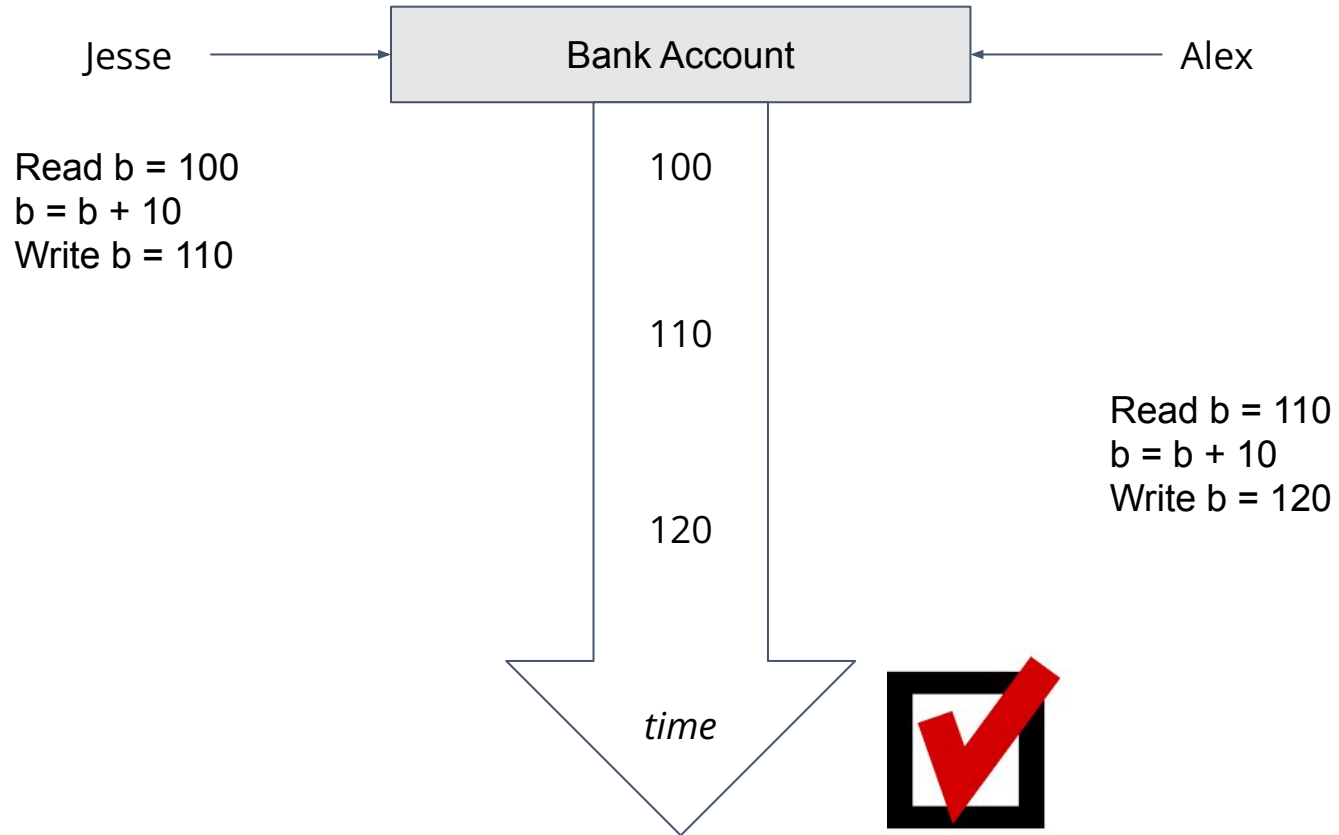 Jesse
Bank Account
Alex
Read b = 100
b = b + 10
Write b = 110
100
110
Read b = 110
b = b + 10
Write b = 120
120
time